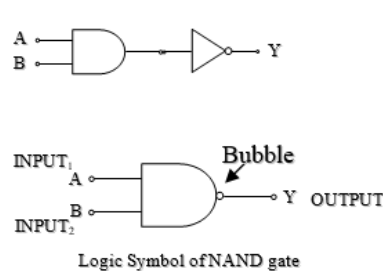 A
B
Y
Bubble
INPUT₁
A
B
Y OUTPUT
INPUT₂
Logic Symbol of NAND gate